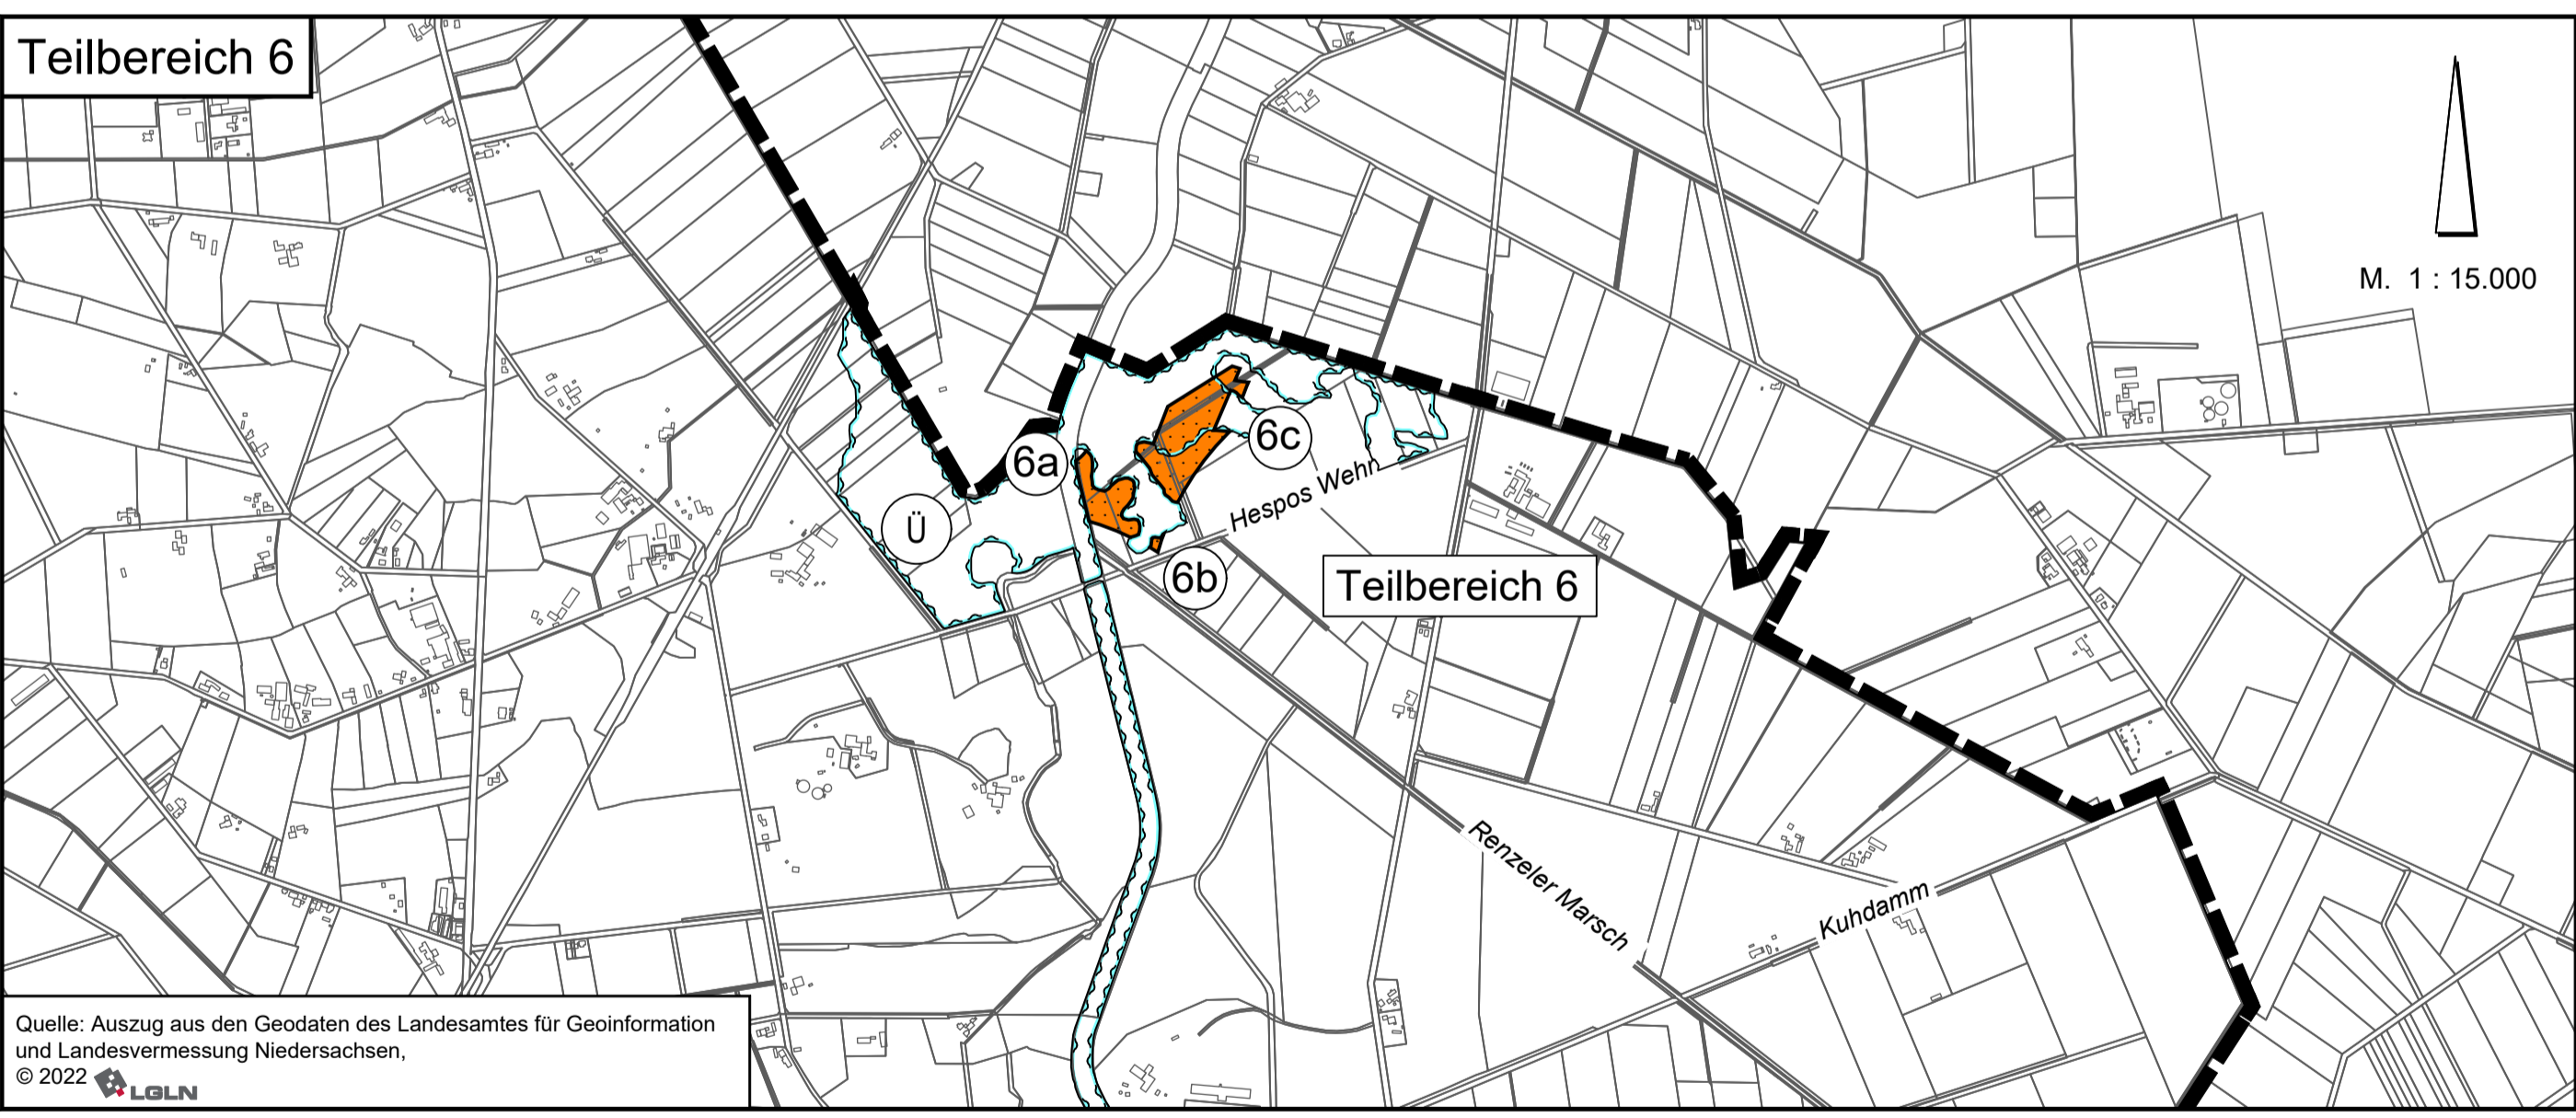 Teilbereich 6
M. 1 : 15.000
6c
6a
Hespos Wehr
Ü
6b
Teilbereich 6
Renzeler Marsch
Kuhdamm
Quelle: Auszug aus den Geodaten des Landesamtes für Geoinformation
und Landesvermessung Niedersachsen,
© 2022 LGLN